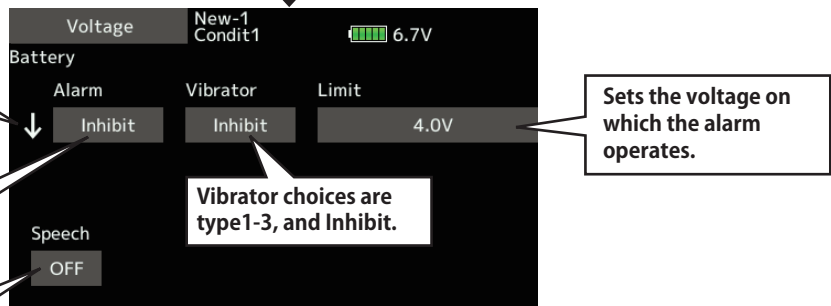 Voltage
New-1
Condit1
6.7V
Battery
Alarm
Vibrator
Limit
Inhibit
Inhibit
4.0V
Sets the voltage on
which the alarm
operates.
Vibrator choices are
type1-3, and Inhibit.
Speech
OFF